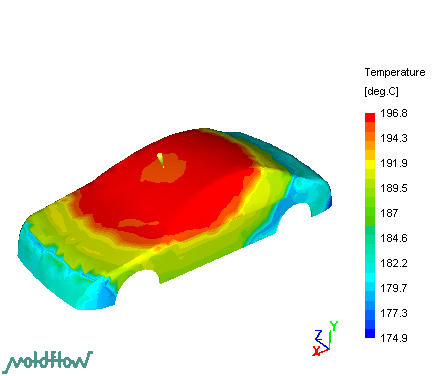 Temperature
[deg.C]
196.8
194.3
191.9
189.5
187
184.6
182.2
179.7
177.3
174.9
Y
Z
X
moldflow